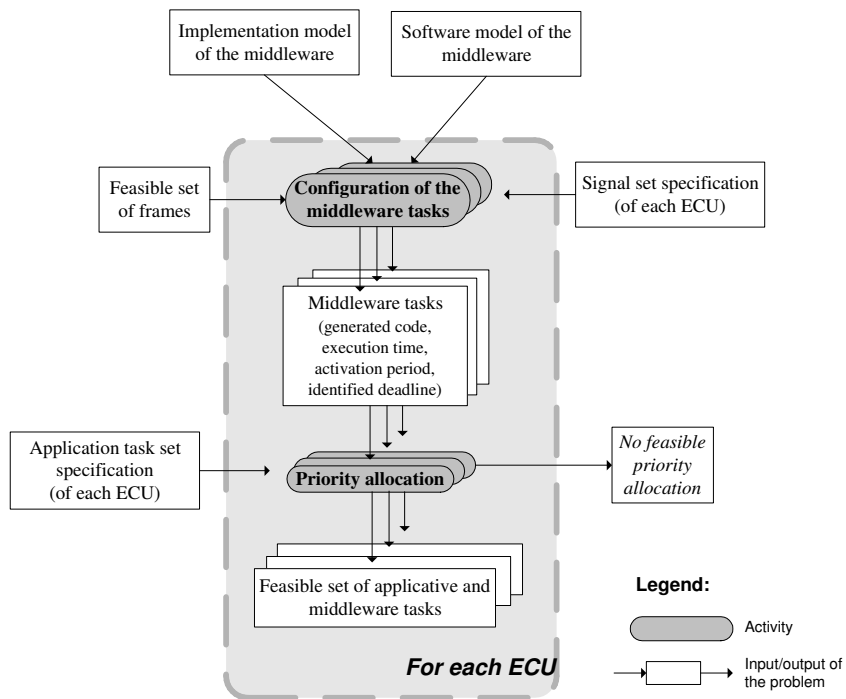 Implementation model
of the middleware
Software model of the
middleware
Feasible set
of frames
Configuration of the
middleware tasks
Signal set specification
(of each ECU)
Middleware tasks
(generated code,
execution time,
activation period,
identified deadline)
Application task set
specification
(of each ECU)
Priority allocation
No feasible
priority
allocation
Feasible set of applicative and
middleware tasks
For each ECU
Legend:
Activity
Input/output of
the problem